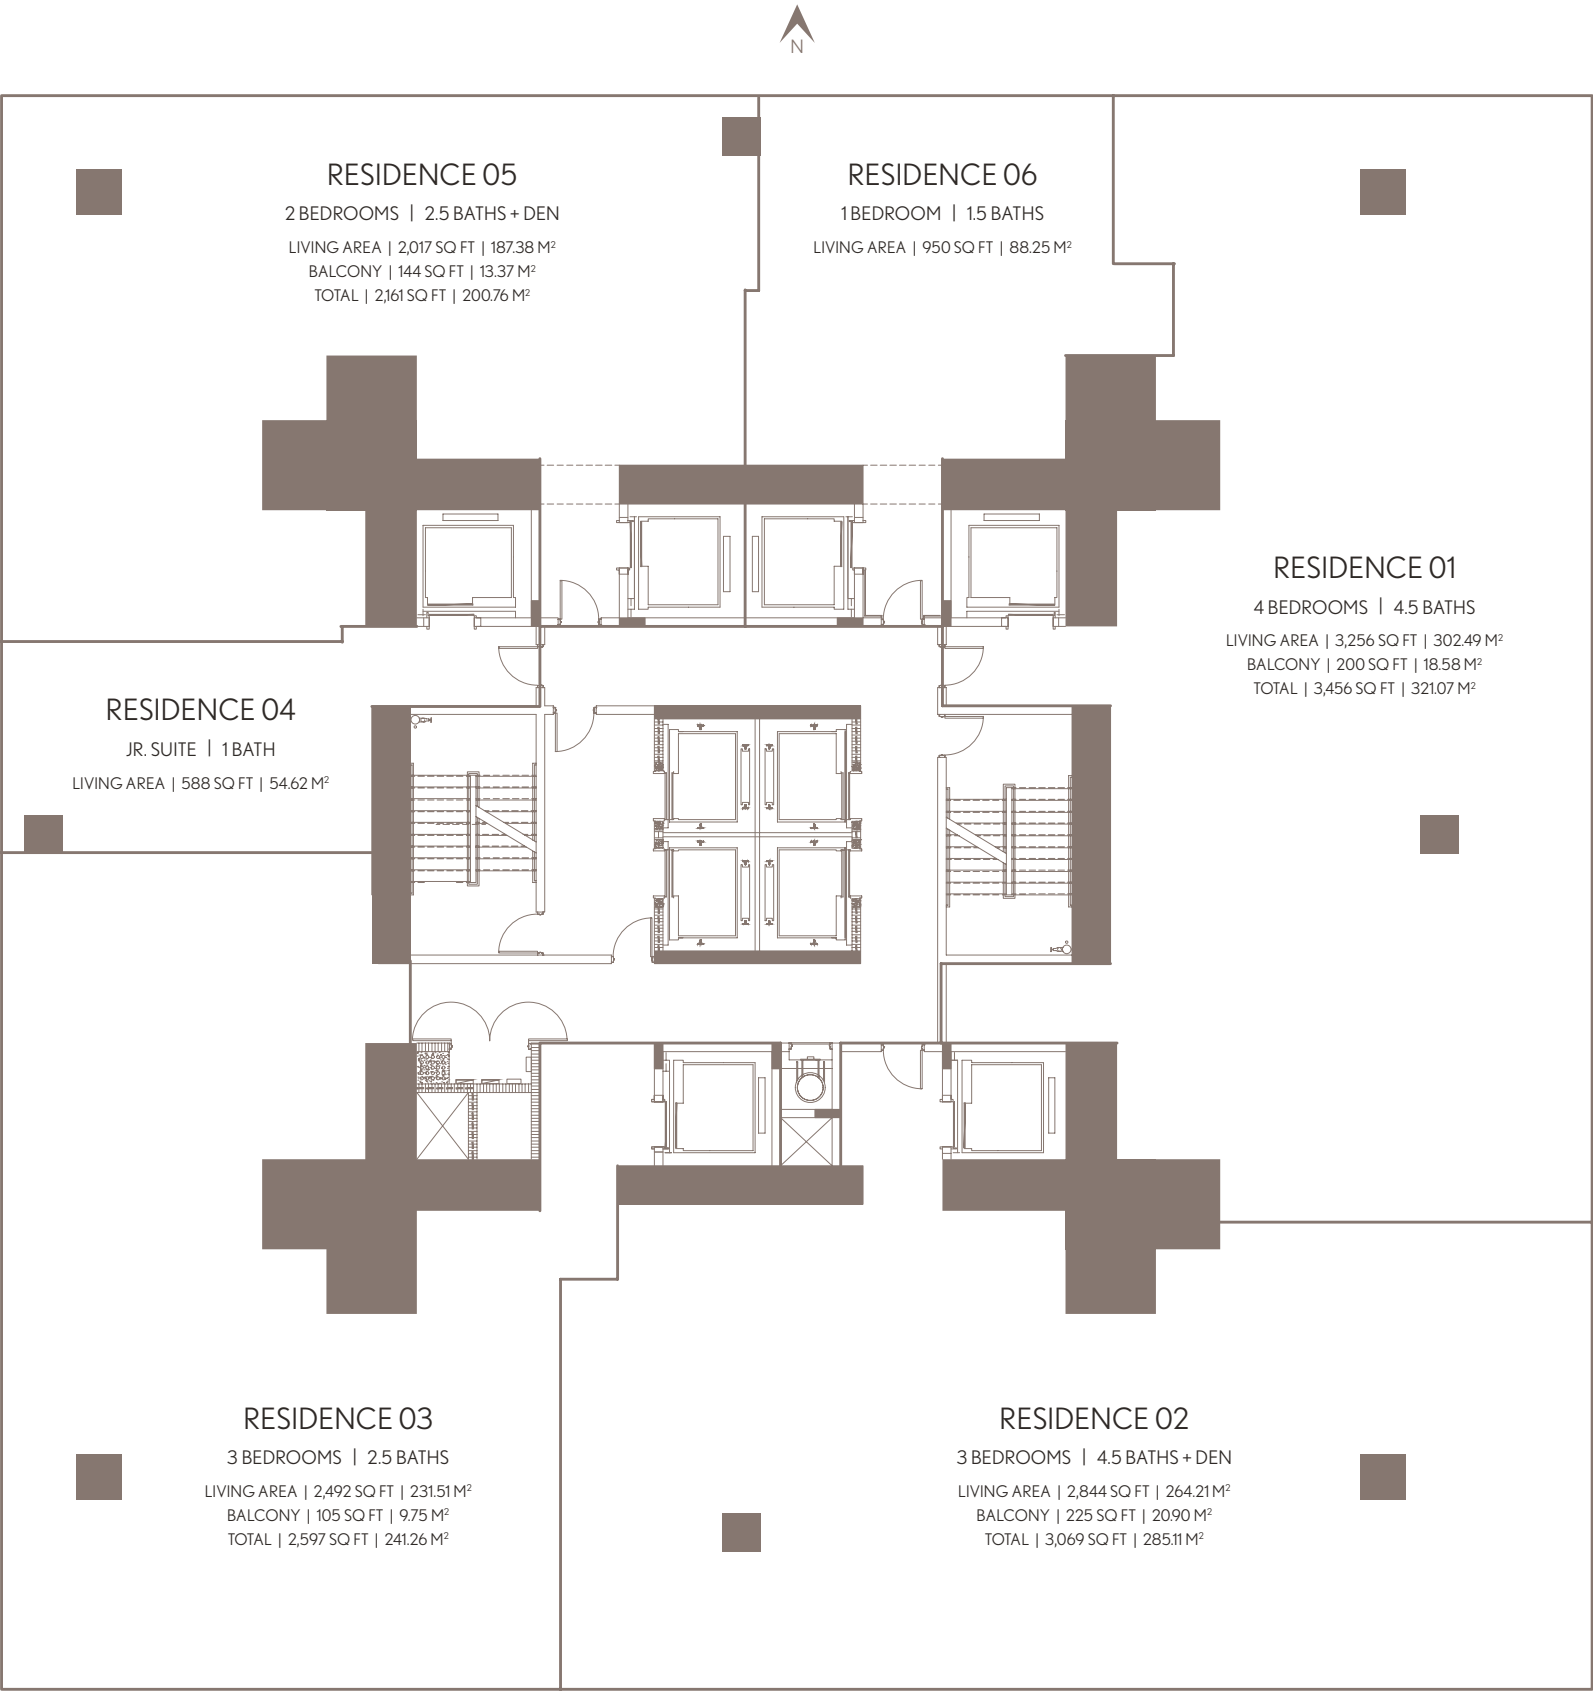 N
RESIDENCE 05
2 BEDROOMS | 2.5 BATHS + DEN
LIVING AREA | 2,017 SQ FT | 187.38 M²
BALCONY | 144 SQ FT | 13.37 M²
TOTAL | 2,161 SQ FT | 200.76 M²
RESIDENCE 06
1 BEDROOM | 1.5 BATHS
LIVING AREA | 950 SQ FT | 88.25 M²
RESIDENCE 01
4 BEDROOMS | 4.5 BATHS
LIVING AREA | 3,256 SQ FT | 302.49 M²
BALCONY | 200 SQ FT | 18.58 M²
TOTAL | 3,456 SQ FT | 321.07 M²
RESIDENCE 04
JR. SUITE | 1 BATH
LIVING AREA | 588 SQ FT | 54.62 M²
RESIDENCE 03
3 BEDROOMS | 2.5 BATHS
LIVING AREA | 2,492 SQ FT | 231.51 M²
BALCONY | 105 SQ FT | 9.75 M²
TOTAL | 2,597 SQ FT | 241.26 M²
RESIDENCE 02
3 BEDROOMS | 4.5 BATHS + DEN
LIVING AREA | 2,844 SQ FT | 264.21 M²
BALCONY | 225 SQ FT | 20.90 M²
TOTAL | 3,069 SQ FT | 285.11 M²